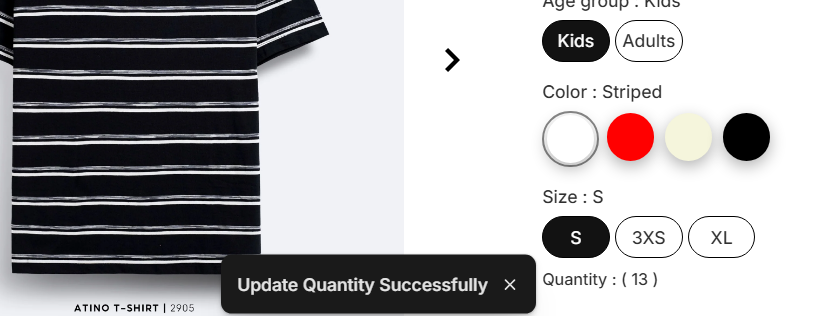 Age group : Kids
Kids Adults
Color : Striped
Size : S
S 3XS XL
Quantity : ( 13 )
Update Quantity Successfully ×
ATINO T-SHIRT | 2905